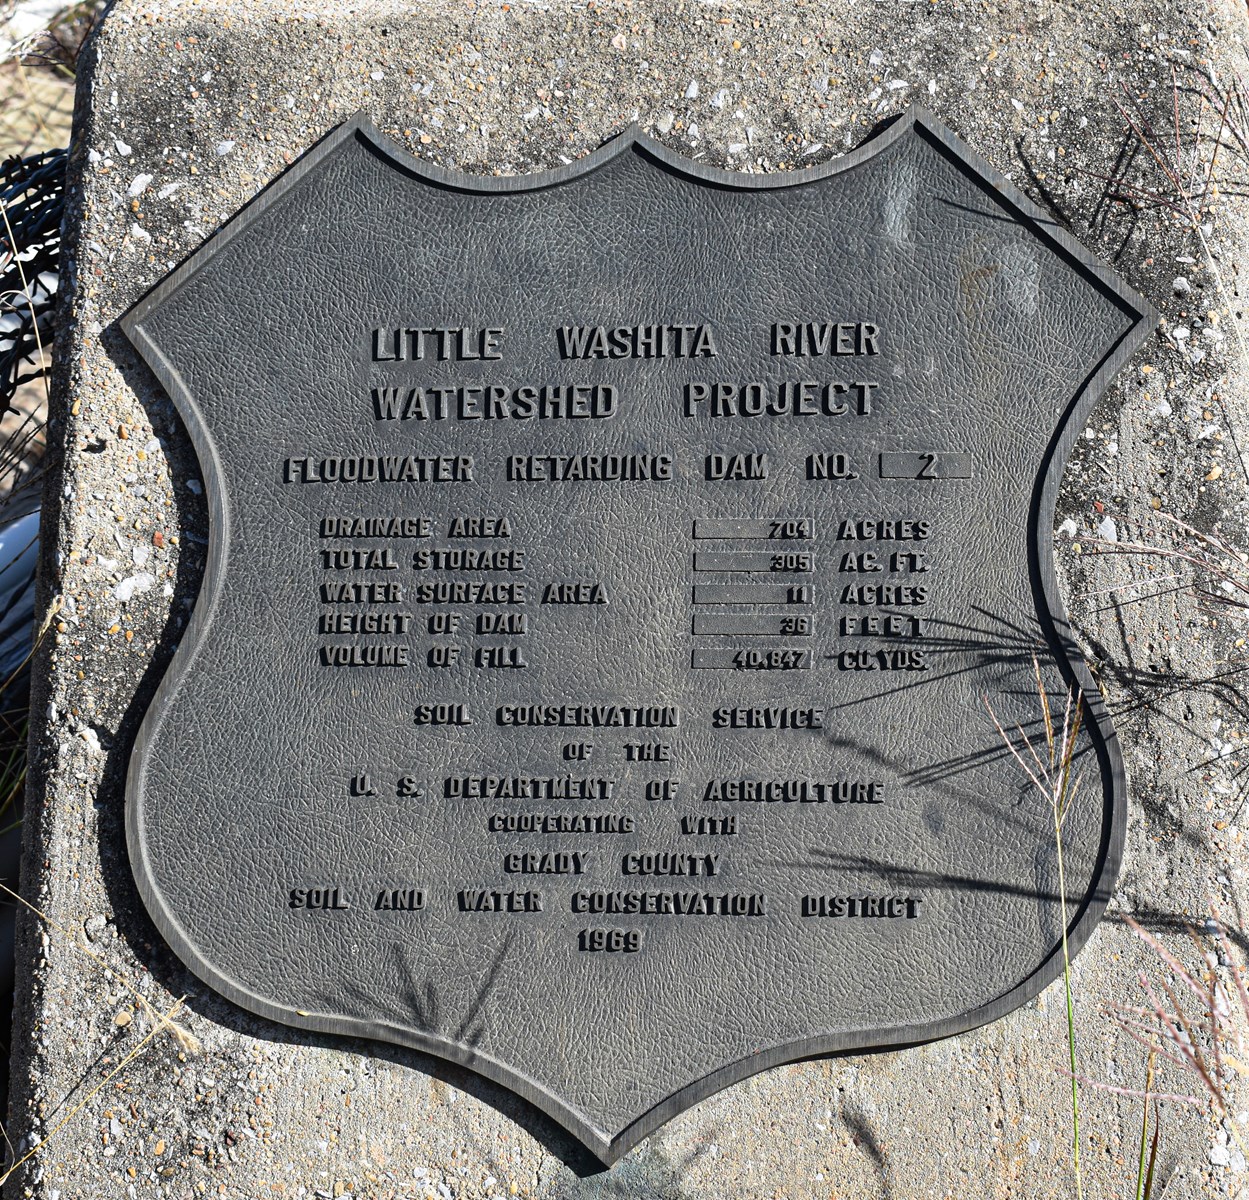 LITTLE WASHITA RIVER
WATERSHED PROJECT
FLOODWATER RETARDING DAM NO. 2
DRAINAGE AREA 704 ACRES
TOTAL STORAGE 305 AC. FT.
WATER SURFACE AREA 11 ACRES
HEIGHT OF DAM 36 FEET
VOLUME OF FILL 40,847 CU.YDS.
SOIL CONSERVATION SERVICE
OF THE
U. S. DEPARTMENT OF AGRICULTURE
COOPERATING WITH
GRADY COUNTY
SOIL AND WATER CONSERVATION DISTRICT
1969